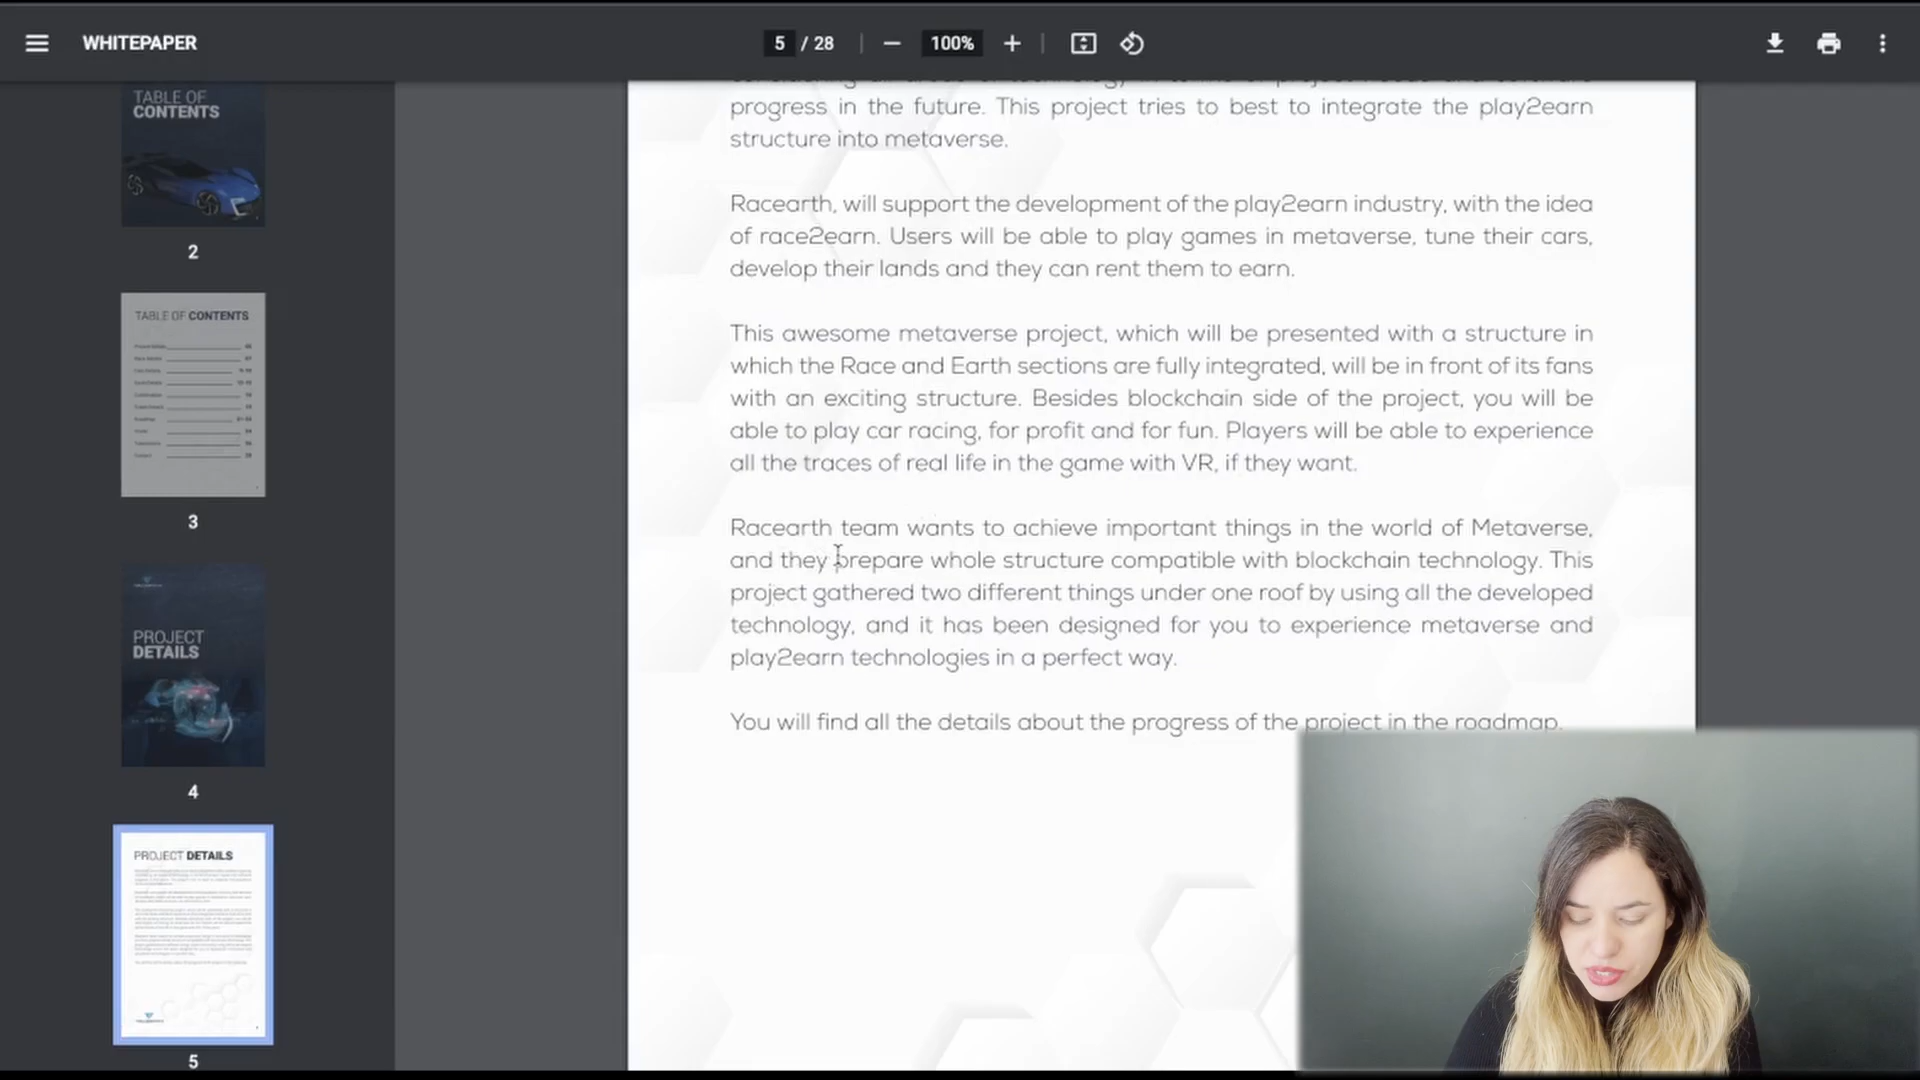 WHITEPAPER
5 / 28
100%
TABLE OF
CONTENTS
2
TABLE OF CONTENTS
3
PROJECT
DETAILS
4
PROJECT DETAILS
5
progress in the future. This project tries to best to integrate the play2earn
structure into metaverse.
Racearth, will support the development of the play2earn industry, with the idea
of race2earn. Users will be able to play games in metaverse, tune their cars,
develop their lands and they can rent them to earn.
This awesome metaverse project, which will be presented with a structure in
which the Race and Earth sections are fully integrated, will be in front of its fans
with an exciting structure. Besides blockchain side of the project, you will be
able to play car racing, for profit and for fun. Players will be able to experience
all the traces of real life in the game with VR, if they want.
Racearth team wants to achieve important things in the world of Metaverse,
and they prepare whole structure compatible with blockchain technology. This
project gathered two different things under one roof by using all the developed
technology, and it has been designed for you to experience metaverse and
play2earn technologies in a perfect way.
You will find all the details about the progress of the project in the roadmap.